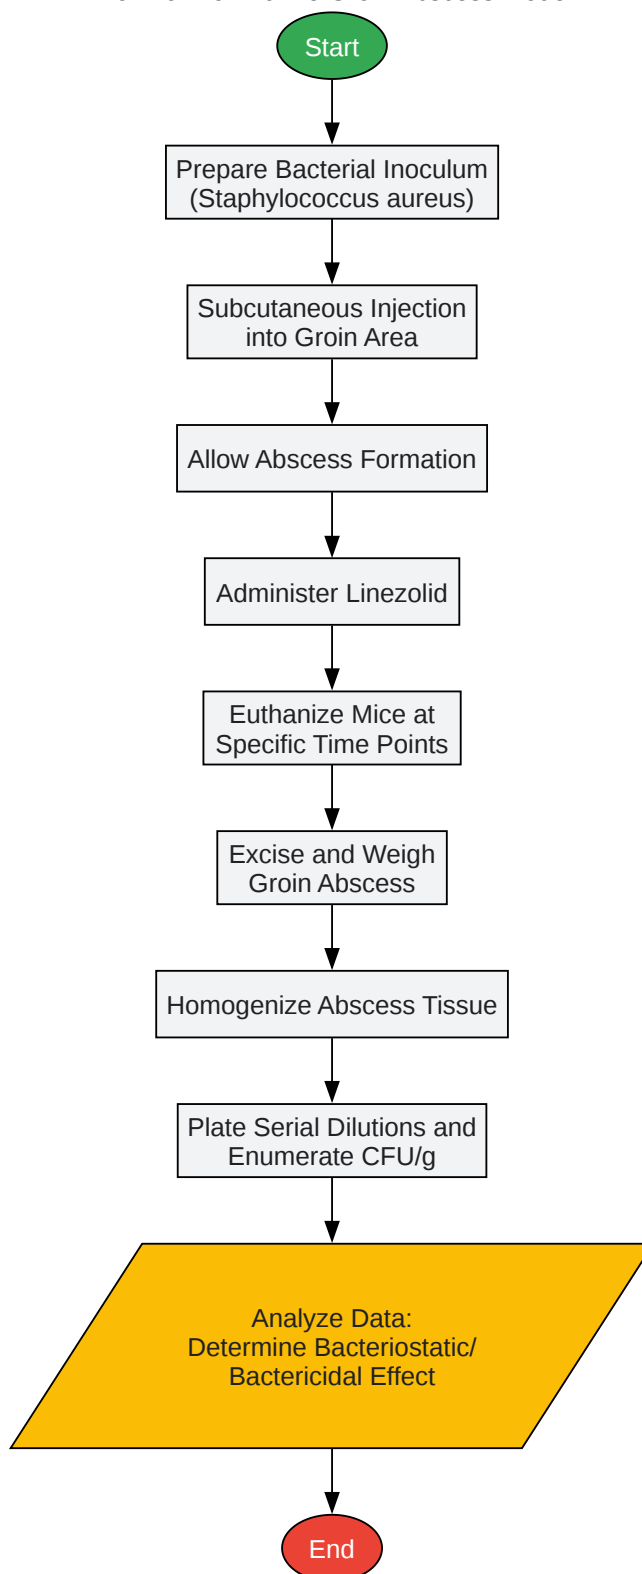 Start
Prepare Bacterial Inoculum
(Staphylococcus aureus)
Subcutaneous Injection
into Groin Area
Allow Abscess Formation
Administer Linezolid
Euthanize Mice at
Specific Time Points
Excise and Weigh
Groin Abscess
Homogenize Abscess Tissue
Plate Serial Dilutions and
Enumerate CFU/g
Analyze Data:
Determine Bacteriostatic/
Bactericidal Effect
End